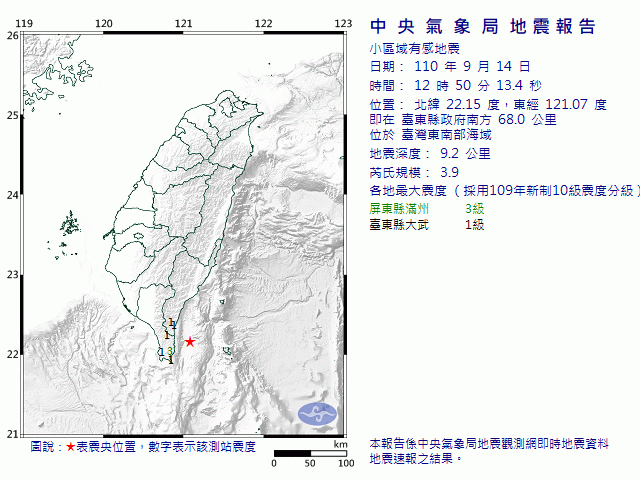 119 120 121 122 123
26
25
24
23
22
21
1
1
1
1 3
1
圖說：★表震央位置，數字表示該測站震度
km
0 50 100
中央氣象局地震報告
小區域有感地震
日期： 110 年 9 月 14 日
時間： 12 時 50 分 13.4 秒
位置： 北緯 22.15 度，東經 121.07 度
即在 臺東縣政府南方 68.0 公里
位於 臺灣東南部海域
地震深度： 9.2 公里
芮氏規模： 3.9
各地最大震度 （採用109年新制10級震度分級）
屏東縣滿州 3級
臺東縣大武 1級
本報告係中央氣象局地震觀測網即時地震資料
地震速報之結果。